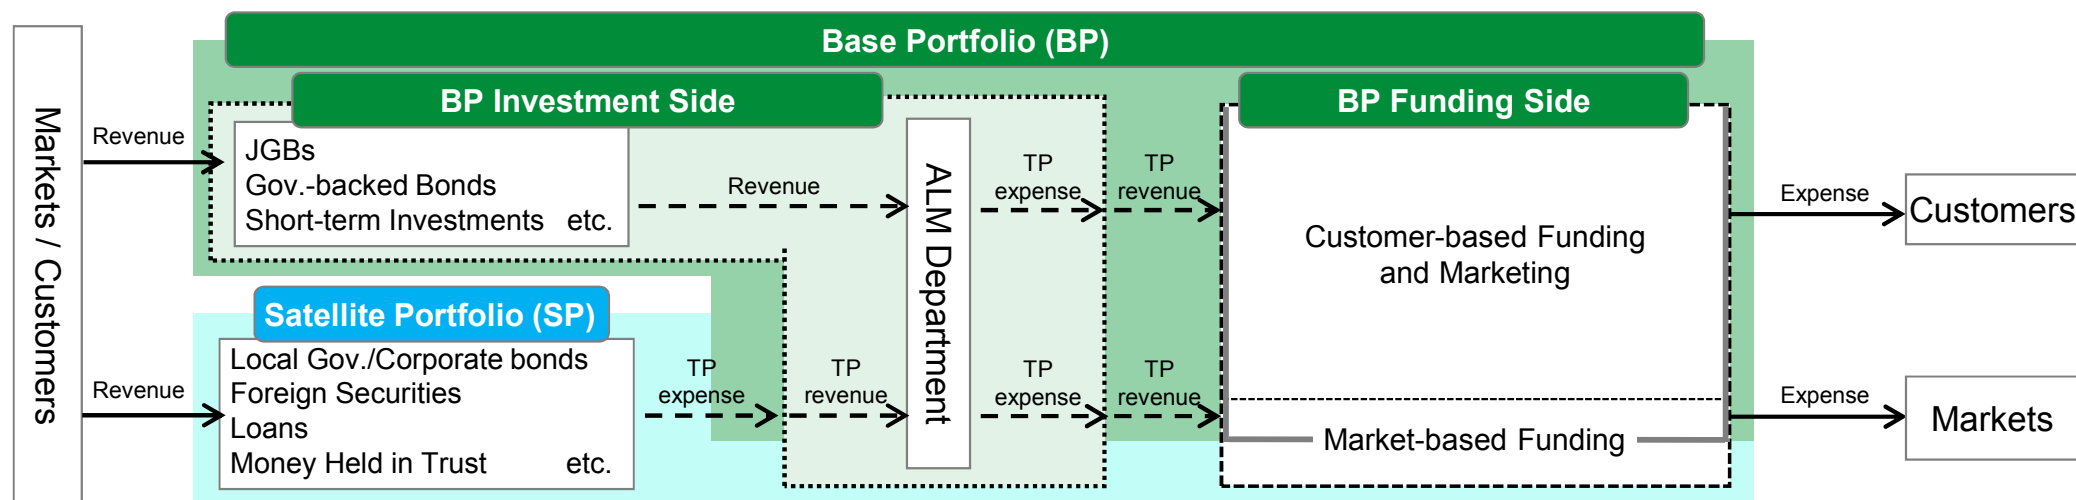 Base Portfolio (BP)
BP Investment Side
BP Funding Side
Markets / Customers
Revenue
JGBs
Gov.-backed Bonds
Short-term Investments etc.
Revenue
ALM Department
TP
expense
TP
revenue
Customer-based Funding
and Marketing
Expense
Customers
Satellite Portfolio (SP)
Revenue
Local Gov./Corporate bonds
Foreign Securities
Loans
Money Held in Trust etc.
TP
expense
TP
revenue
TP
expense
TP
revenue
Market-based Funding
Expense
Markets